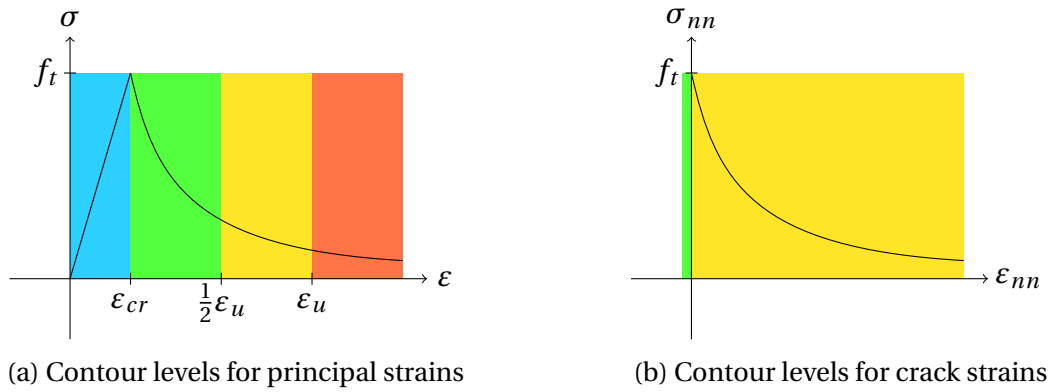 σ
f_t
ε_cr
½ε_u
ε_u
ε
(a) Contour levels for principal strains
σ_nn
f_t
ε_nn
(b) Contour levels for crack strains